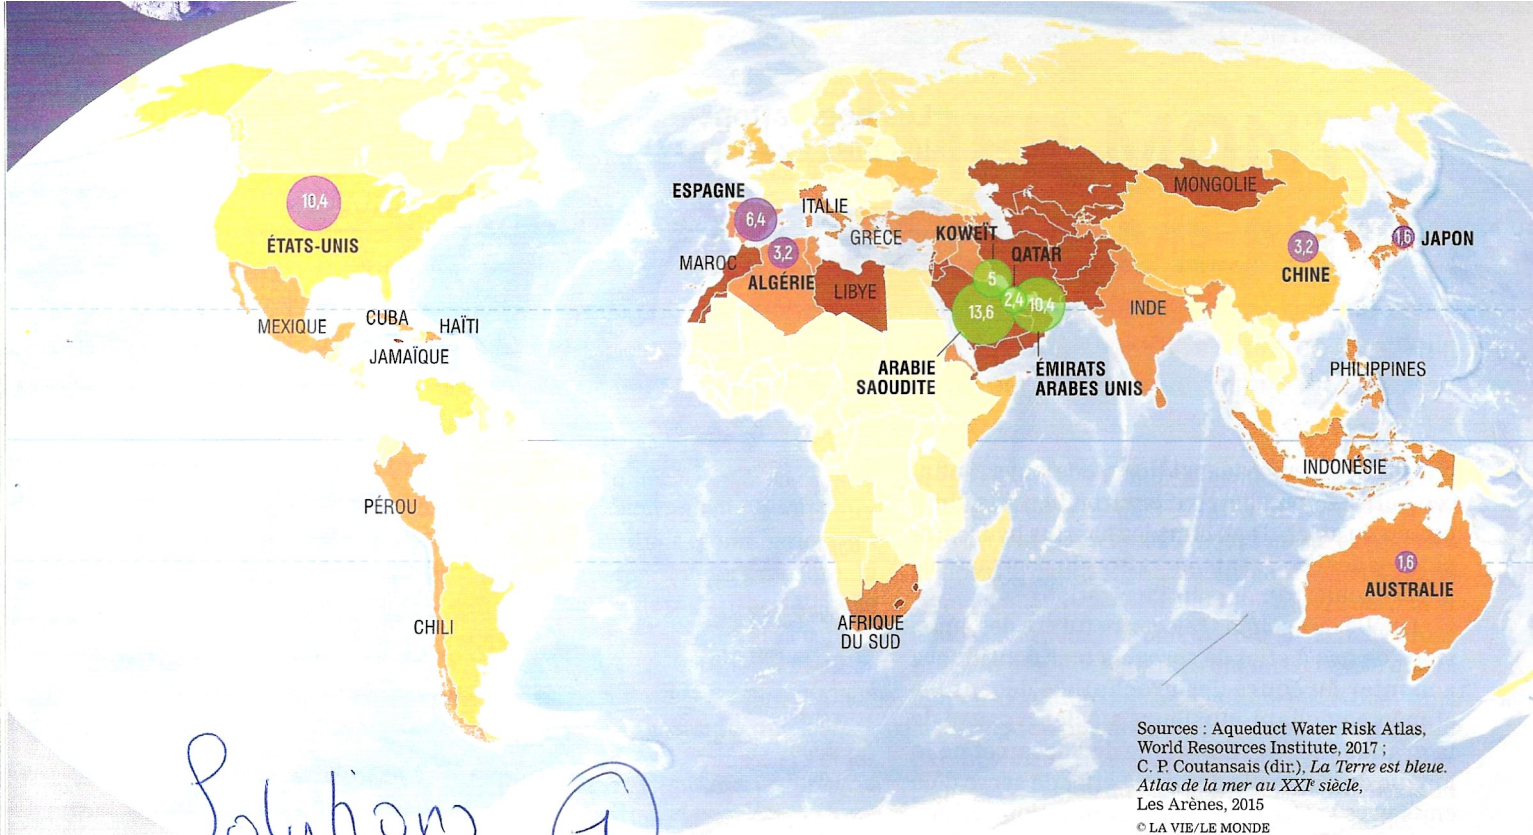 10,4
ÉTATS-UNIS
MEXIQUE
CUBA
HAÏTI
JAMAÏQUE
PÉROU
CHILI
ESPAGNE
6,4
ITALIE
GRÈCE
MAROC
3,2
ALGÉRIE
LIBYE
KOWEÏT
5
QATAR
2,4
10,4
13,6
ARABIE
SAOUDITE
ÉMIRATS
ARABES UNIS
MONGOLIE
3,2
CHINE
1,6
JAPON
INDE
PHILIPPINES
INDONÉSIE
1,6
AUSTRALIE
AFRIQUE
DU SUD
Sources : Aqueduct Water Risk Atlas,
World Resources Institute, 2017 ;
C. P. Coutansais (dir.), La Terre est bleue.
Atlas de la mer au XXIe siècle,
Les Arènes, 2015
© LA VIE/LE MONDE
Solutions 1